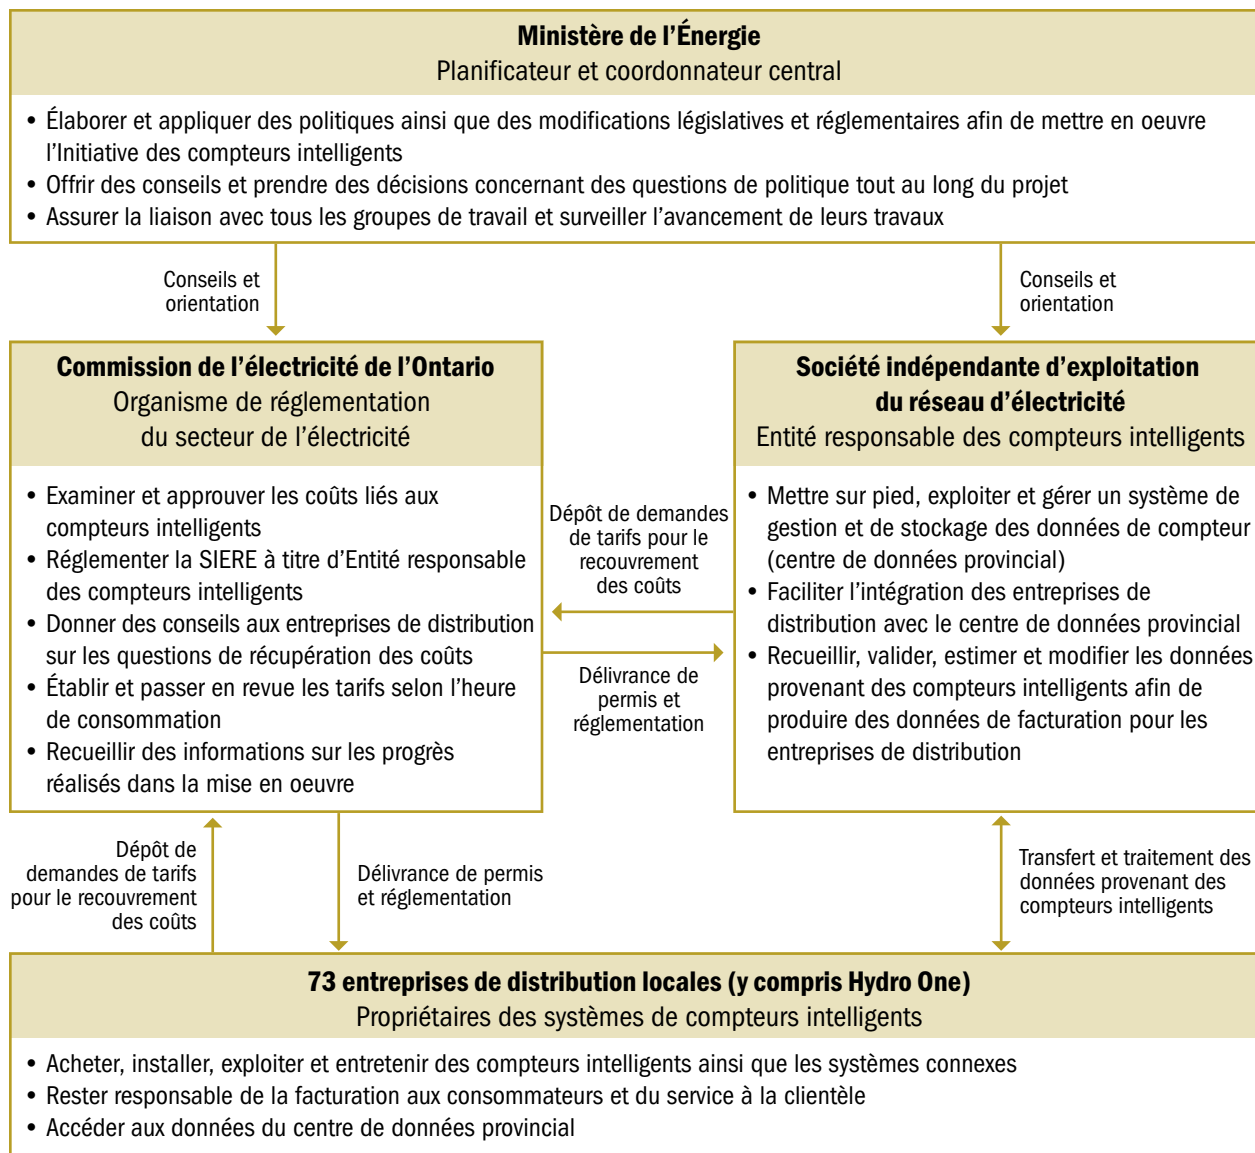 Ministère de l'Énergie
Planificateur et coordonnateur central
• Élaborer et appliquer des politiques ainsi que des modifications législatives et réglementaires afin de mettre en oeuvre
l'Initiative des compteurs intelligents
• Offrir des conseils et prendre des décisions concernant des questions de politique tout au long du projet
• Assurer la liaison avec tous les groupes de travail et surveiller l'avancement de leurs travaux
Conseils et
orientation
Conseils et
orientation
Commission de l'électricité de l'Ontario
Organisme de réglementation
du secteur de l'électricité
• Examiner et approuver les coûts liés aux
compteurs intelligents
• Réglementer la SIERE à titre d'Entité responsable
des compteurs intelligents
• Donner des conseils aux entreprises de distribution
sur les questions de récupération des coûts
• Établir et passer en revue les tarifs selon l'heure
de consommation
• Recueillir des informations sur les progrès
réalisés dans la mise en oeuvre
Dépôt de demandes
de tarifs pour le
recouvrement
des coûts
Délivrance de
permis et
réglementation
Société indépendante d'exploitation
du réseau d'électricité
Entité responsable des compteurs intelligents
• Mettre sur pied, exploiter et gérer un système de
gestion et de stockage des données de compteur
(centre de données provincial)
• Faciliter l'intégration des entreprises de
distribution avec le centre de données provincial
• Recueillir, valider, estimer et modifier les données
provenant des compteurs intelligents afin de
produire des données de facturation pour les
entreprises de distribution
Dépôt de
demandes de tarifs
pour le recouvrement
des coûts
Délivrance de permis
et réglementation
Transfert et traitement des
données provenant des
compteurs intelligents
73 entreprises de distribution locales (y compris Hydro One)
Propriétaires des systèmes de compteurs intelligents
• Acheter, installer, exploiter et entretenir des compteurs intelligents ainsi que les systèmes connexes
• Rester responsable de la facturation aux consommateurs et du service à la clientèle
• Accéder aux données du centre de données provincial